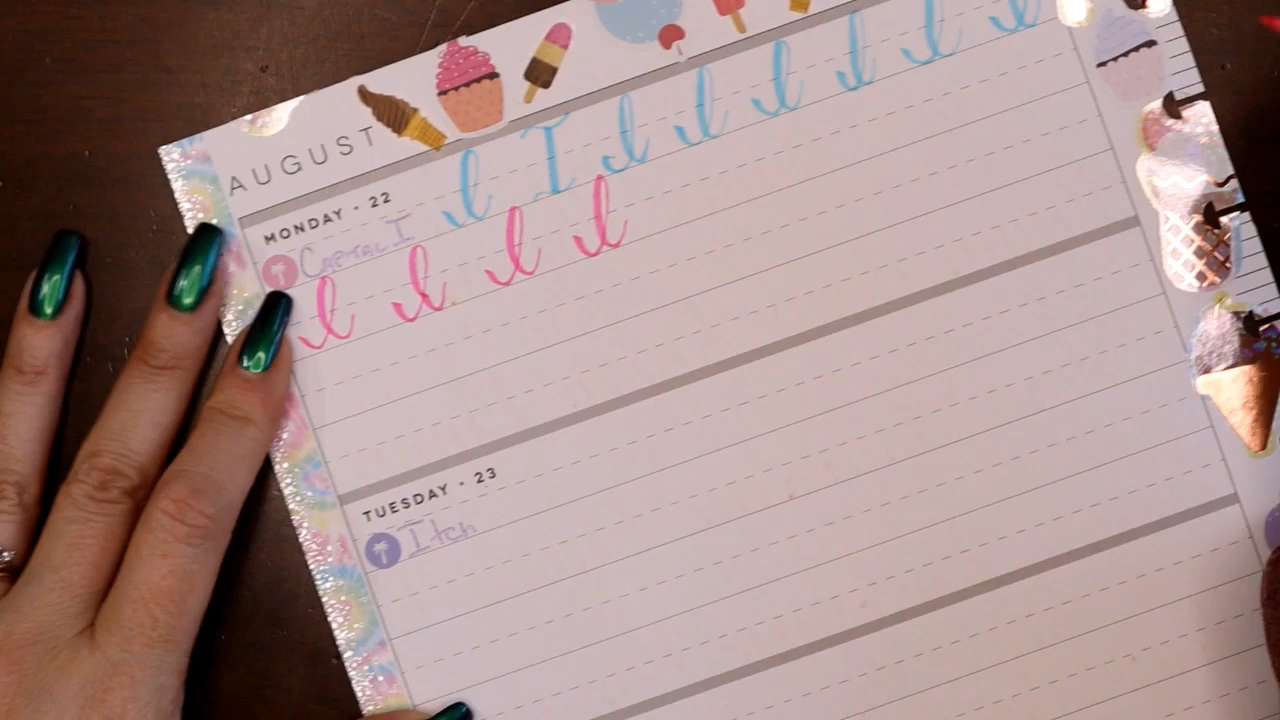 AUGUST
MONDAY · 22
Capital I
I I I I I I I I
I I I I
TUESDAY · 23
Itch